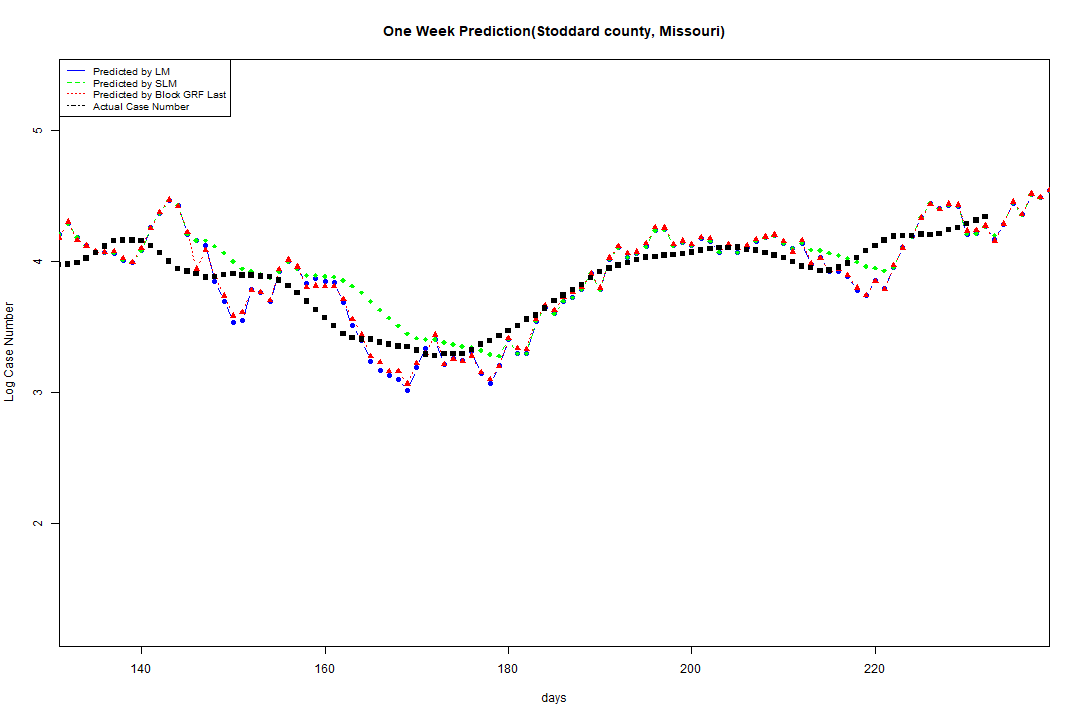 One Week Prediction(Stoddard county, Missouri)
Predicted by LM
Predicted by SLM
Predicted by Block GRF Last
Actual Case Number
5
4
3
2
Log Case Number
140 160 180 200 220
days